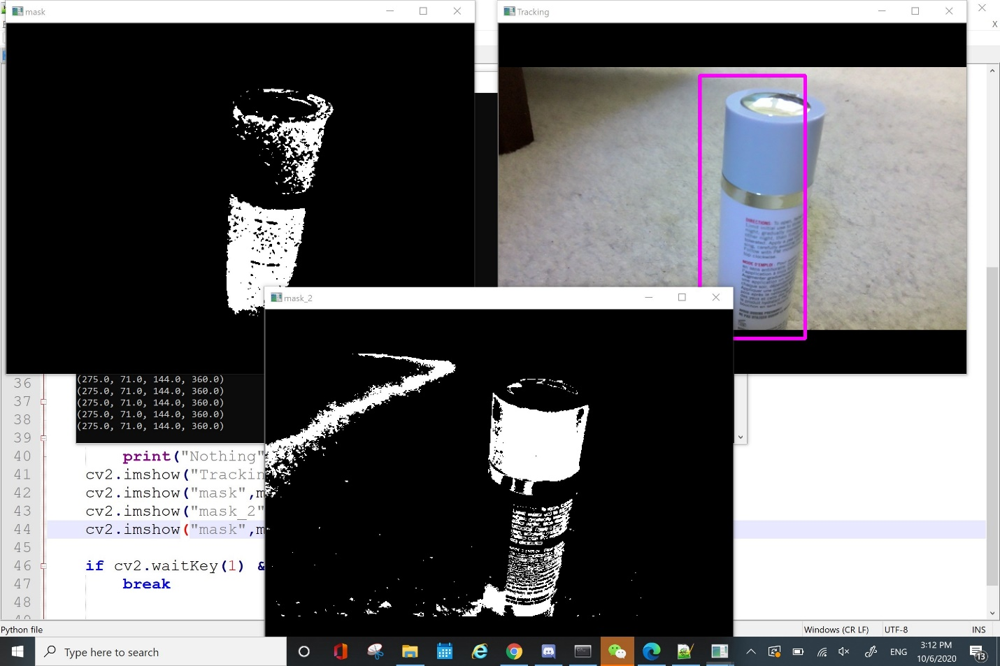 mask
Tracking
X
DIRECTIONS: To open,
MODE D'EMPLOI
mask_2
(275.0, 71.0, 144.0, 360.0)
(275.0, 71.0, 144.0, 360.0)
(275.0, 71.0, 144.0, 360.0)
(275.0, 71.0, 144.0, 360.0)
(275.0, 71.0, 144.0, 360.0)
36
37
38
39
40 print("Nothing"
41 cv2.imshow("Trackin
42 cv2.imshow("mask",m
43 cv2.imshow("mask_2"
44 cv2.imshow("mask",m
45
46 if cv2.waitKey(1) &
47 break
48
Python file
Windows (CR LF)
UTF-8
INS
Type here to search
ENG
3:12 PM
10/6/2020
13